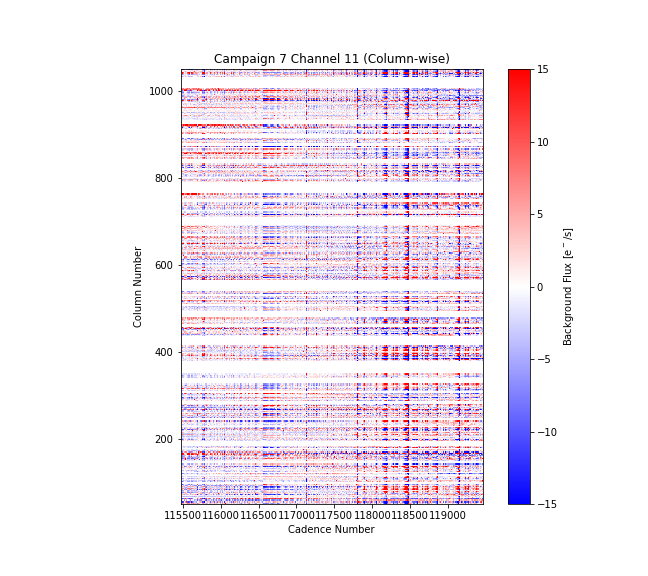 Campaign 7 Channel 11 (Column-wise)
1000
800
600
400
200
Column Number
115500 116000 116500 117000 117500 118000 118500 119000
Cadence Number
15
10
5
0
−5
−10
−15
Background Flux [e⁻/s]